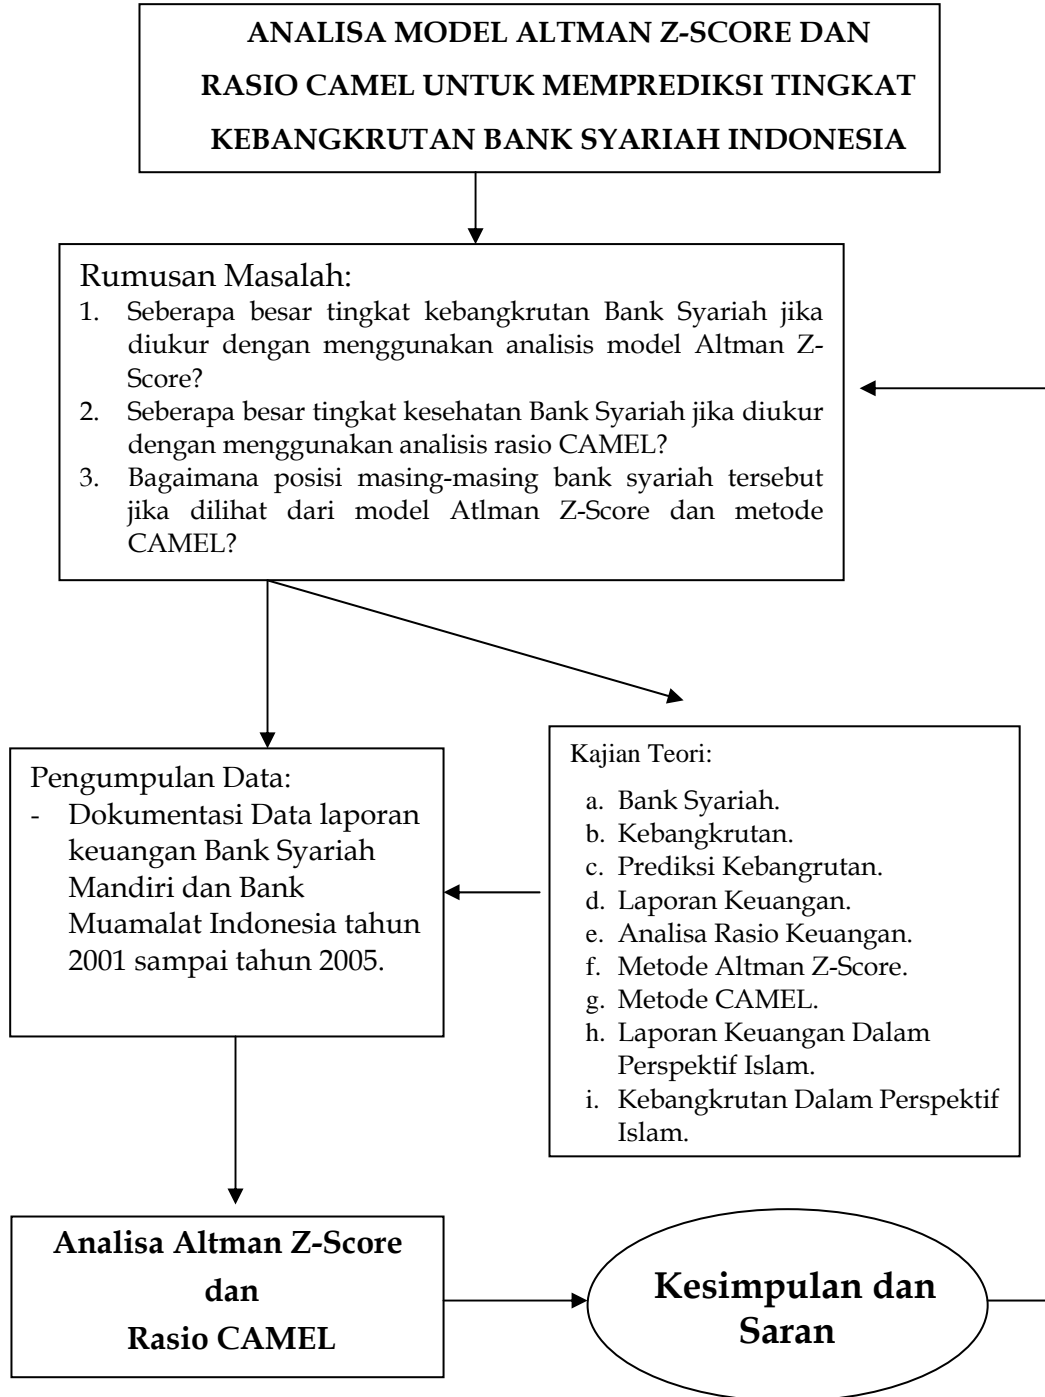 ANALISA MODEL ALTMAN Z-SCORE DAN
RASIO CAMEL UNTUK MEMPREDIKSI TINGKAT
KEBANGKRUTAN BANK SYARIAH INDONESIA
Rumusan Masalah:
1. Seberapa besar tingkat kebangkrutan Bank Syariah jika
diukur dengan menggunakan analisis model Altman Z-
Score?
2. Seberapa besar tingkat kesehatan Bank Syariah jika diukur
dengan menggunakan analisis rasio CAMEL?
3. Bagaimana posisi masing-masing bank syariah tersebut
jika dilihat dari model Atlman Z-Score dan metode
CAMEL?
Pengumpulan Data:
- Dokumentasi Data laporan
keuangan Bank Syariah
Mandiri dan Bank
Muamalat Indonesia tahun
2001 sampai tahun 2005.
Kajian Teori:
a. Bank Syariah.
b. Kebangkrutan.
c. Prediksi Kebangrutan.
d. Laporan Keuangan.
e. Analisa Rasio Keuangan.
f. Metode Altman Z-Score.
g. Metode CAMEL.
h. Laporan Keuangan Dalam
Perspektif Islam.
i. Kebangkrutan Dalam Perspektif
Islam.
Analisa Altman Z-Score
dan
Rasio CAMEL
Kesimpulan dan
Saran